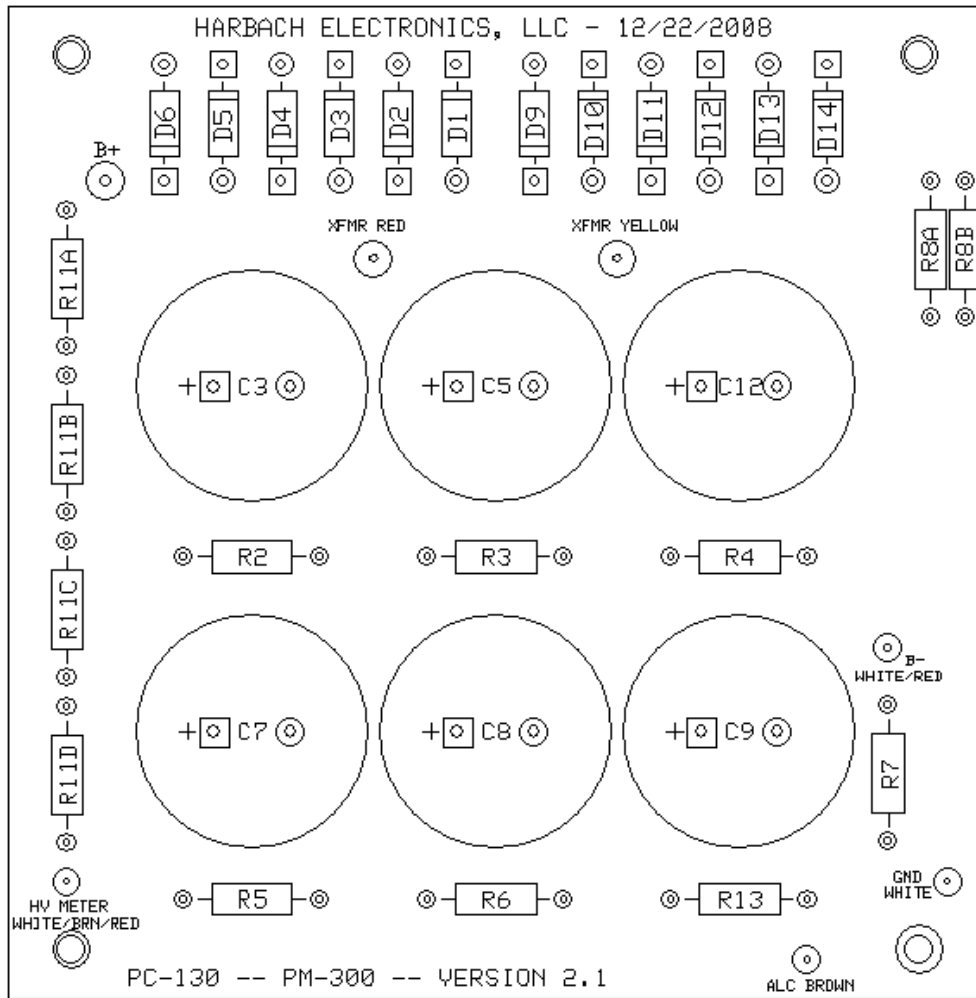 HARBACH ELECTRONICS, LLC - 12/22/2008
D6 D5 D4 D3 D2 D1 D9 D10 D11 D12 D13 D14
B+
XFMR RED XFMR YELLOW
R8A R8B
R11A
+ C3 + C5 + C12
R11B
R2 R3 R4
R11C
B-
WHITE/RED
+ C7 + C8 + C9
R11D
R7
R5 R6 R13
GND
WHITE
HV METER
WHITE/BRN/RED
PC-130 -- PM-300 -- VERSION 2.1
ALC BROWN